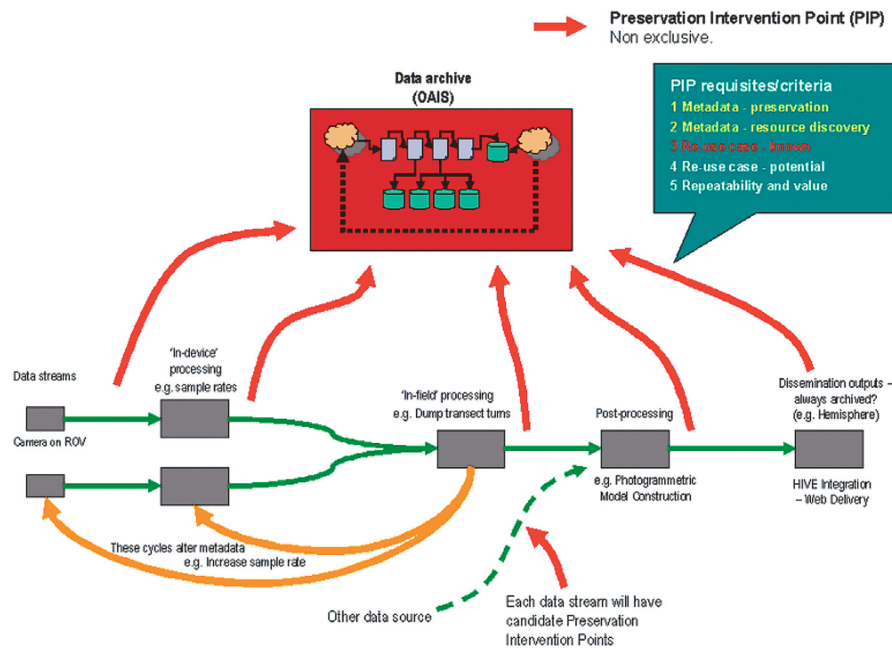 Preservation Intervention Point (PIP)
Non exclusive.
Data archive
(OAIS)
PIP requisites/criteria
1 Metadata - preservation
2 Metadata - resource discovery
3 Re-use case - known
4 Re-use case - potential
5 Repeatability and value
'In-device'
processing
e.g. sample rates
Data streams
Camera on ROV
'In-field' processing
e.g. Dump transect turns
Post-processing
e.g. Photogrammetric
Model Construction
Dissemination outputs –
always archived?
(e.g. Hemisphere)
HIVE Integration
– Web Delivery
These cycles alter metadata
e.g. Increase sample rate
Other data source
Each data stream will have
candidate Preservation
Intervention Points